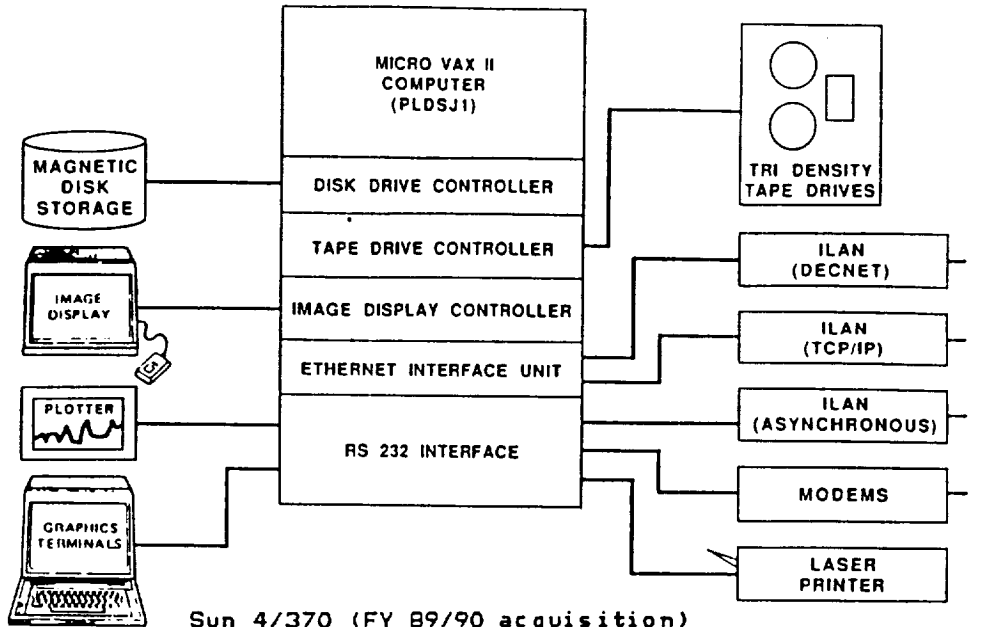 MICRO VAX II
COMPUTER
(PLDSJ1)
DISK DRIVE CONTROLLER
TAPE DRIVE CONTROLLER
IMAGE DISPLAY CONTROLLER
ETHERNET INTERFACE UNIT
RS 232 INTERFACE
MAGNETIC
DISK
STORAGE
IMAGE
DISPLAY
PLOTTER
GRAPHICS
TERMINALS
TRI DENSITY
TAPE DRIVES
ILAN
(DECNET)
ILAN
(TCP/IP)
ILAN
(ASYNCHRONOUS)
MODEMS
LASER
PRINTER
Sun 4/370 (FY 89/90 acquisition)